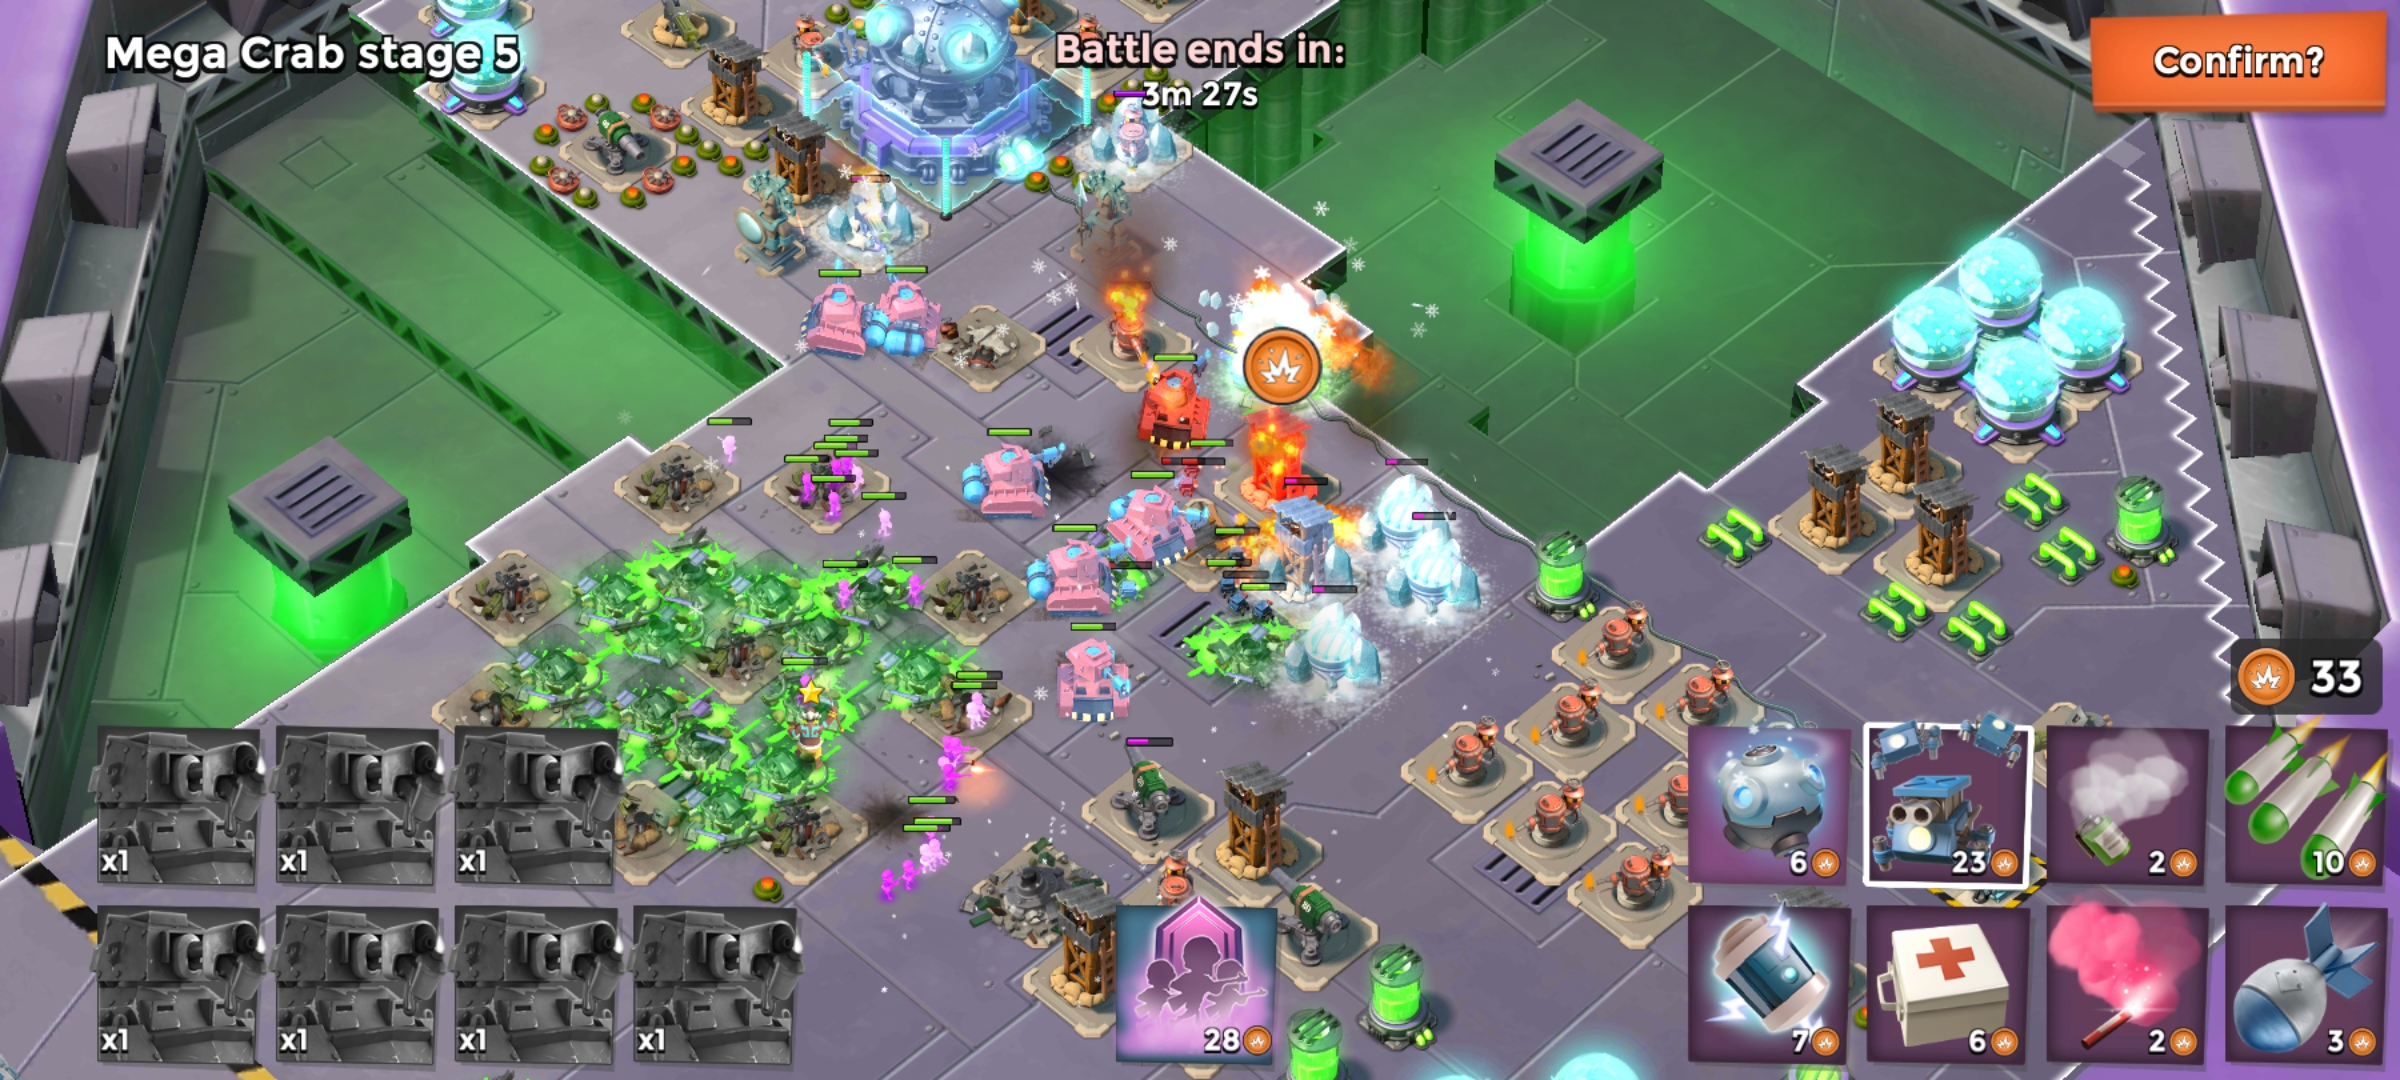 Mega Crab stage 5
Battle ends in:
3m 27s
Confirm?
33
x1
x1
x1
6
23
2
10
x1
x1
x1
x1
28
7
6
2
3